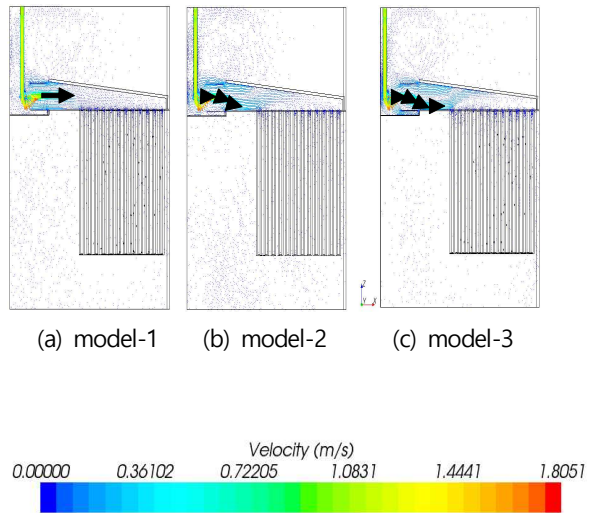 Z
Y X
(a) model-1 (b) model-2 (c) model-3
Velocity (m/s)
0.00000 0.36102 0.72205 1.0831 1.4441 1.8051